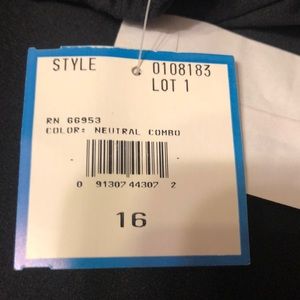 STYLE 0108183
LOT 1
RN 66953
COLOR: NEUTRAL COMBO
0 91307 44307 2
16